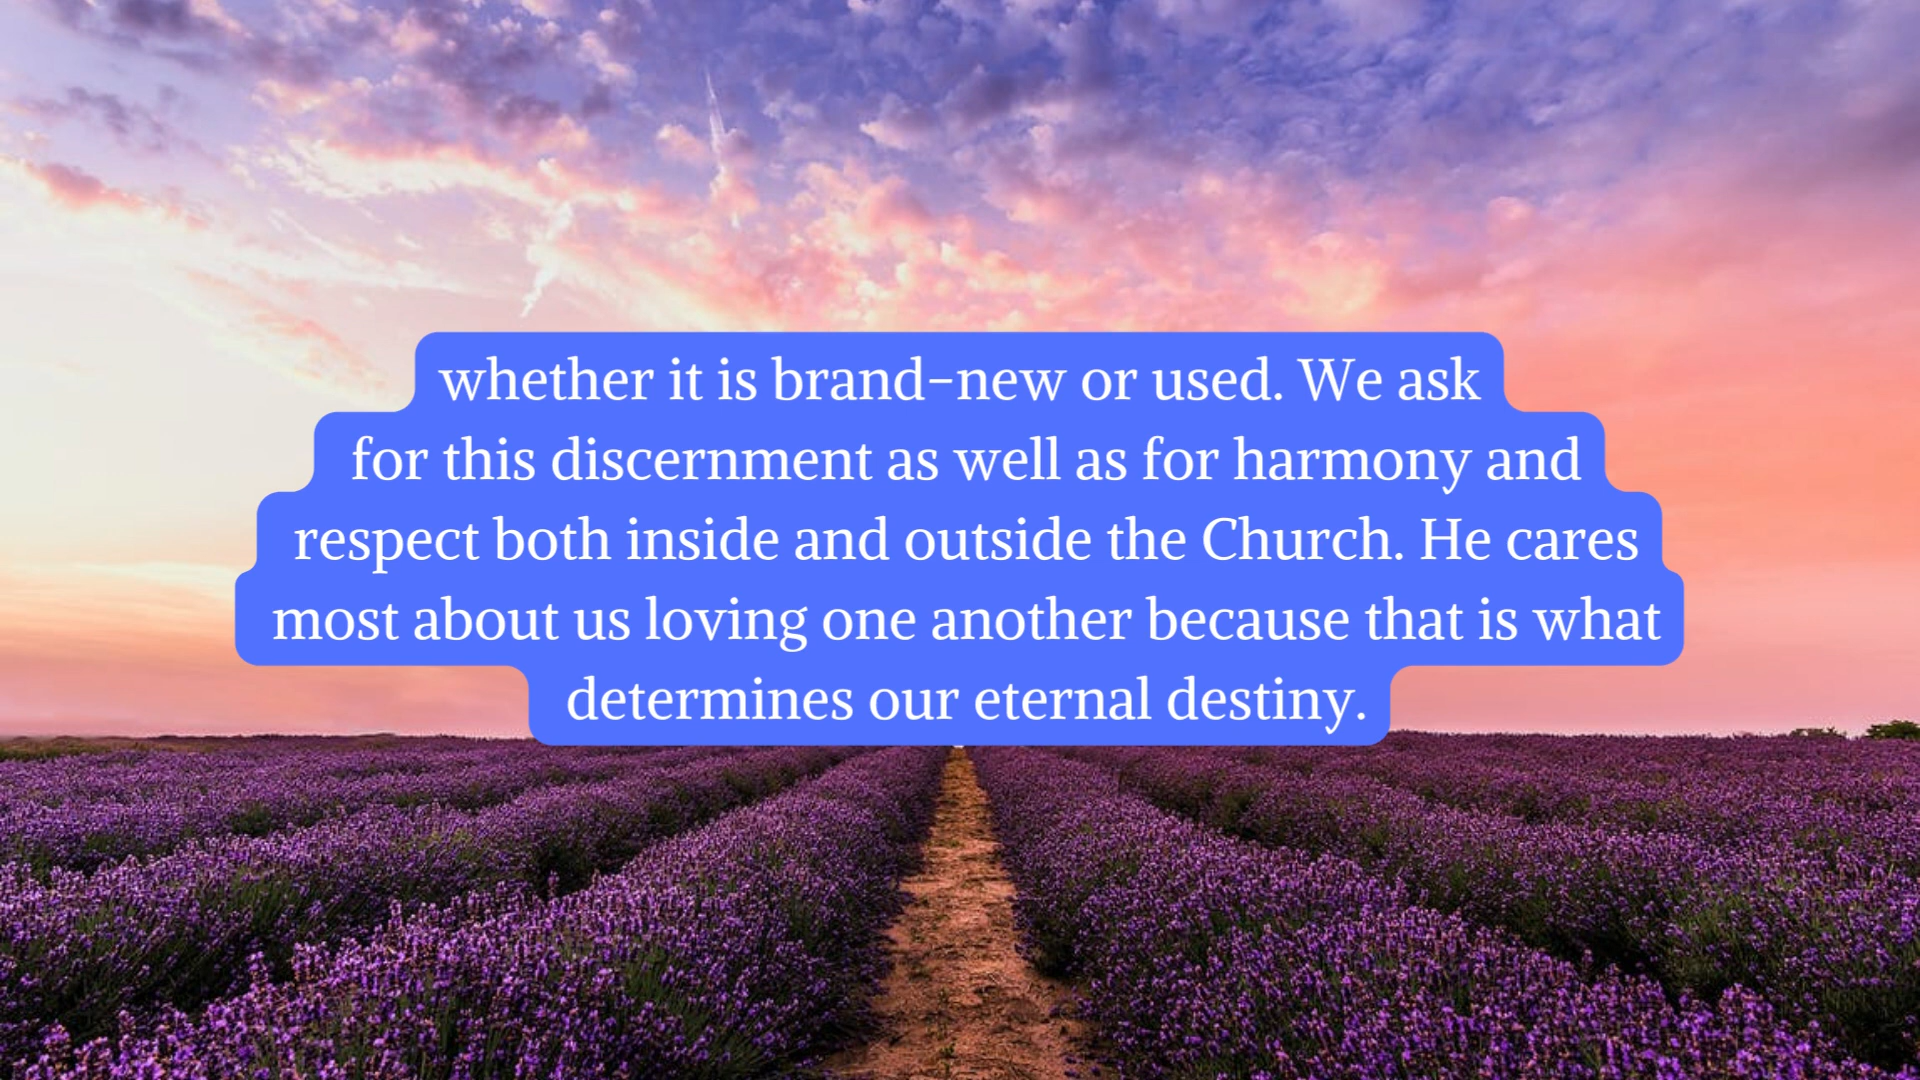 whether it is brand-new or used. We ask
for this discernment as well as for harmony and
respect both inside and outside the Church. He cares
most about us loving one another because that is what
determines our eternal destiny.